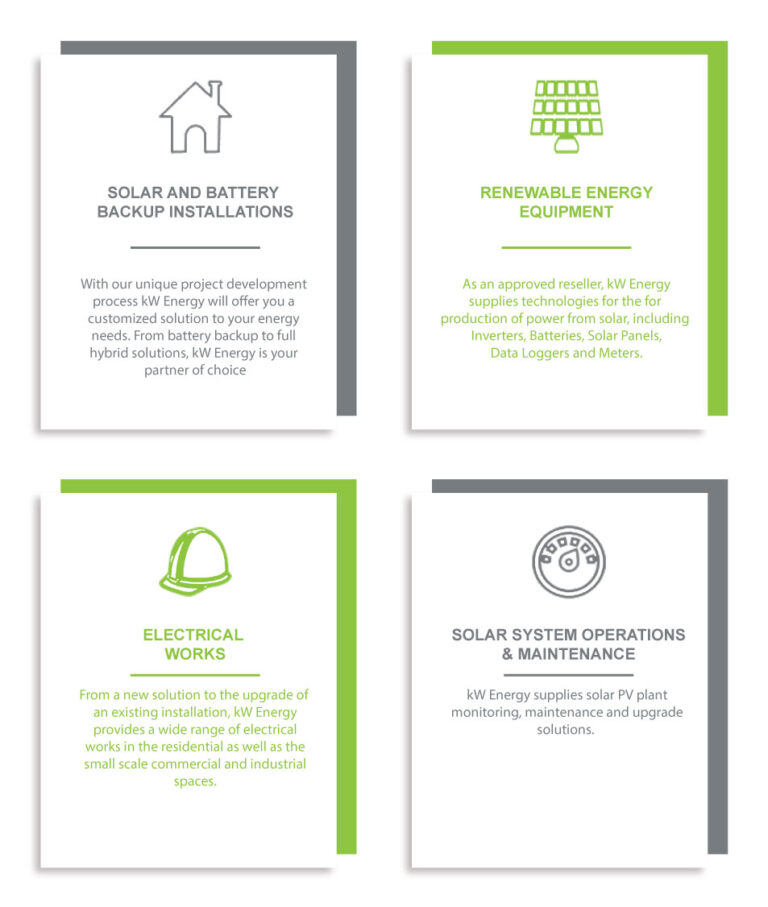 SOLAR AND BATTERY
BACKUP INSTALLATIONS
With our unique project development
process kW Energy will offer you a
customized solution to your energy
needs. From battery backup to full
hybrid solutions, kW Energy is your
partner of choice
RENEWABLE ENERGY
EQUIPMENT
As an approved reseller, kW Energy
supplies technologies for the for
production of power from solar, including
Inverters, Batteries, Solar Panels,
Data Loggers and Meters.
ELECTRICAL
WORKS
From a new solution to the upgrade of
an existing installation, kW Energy
provides a wide range of electrical
works in the residential as well as the
small scale commercial and industrial
spaces.
SOLAR SYSTEM OPERATIONS
& MAINTENANCE
kW Energy supplies solar PV plant
monitoring, maintenance and upgrade
solutions.